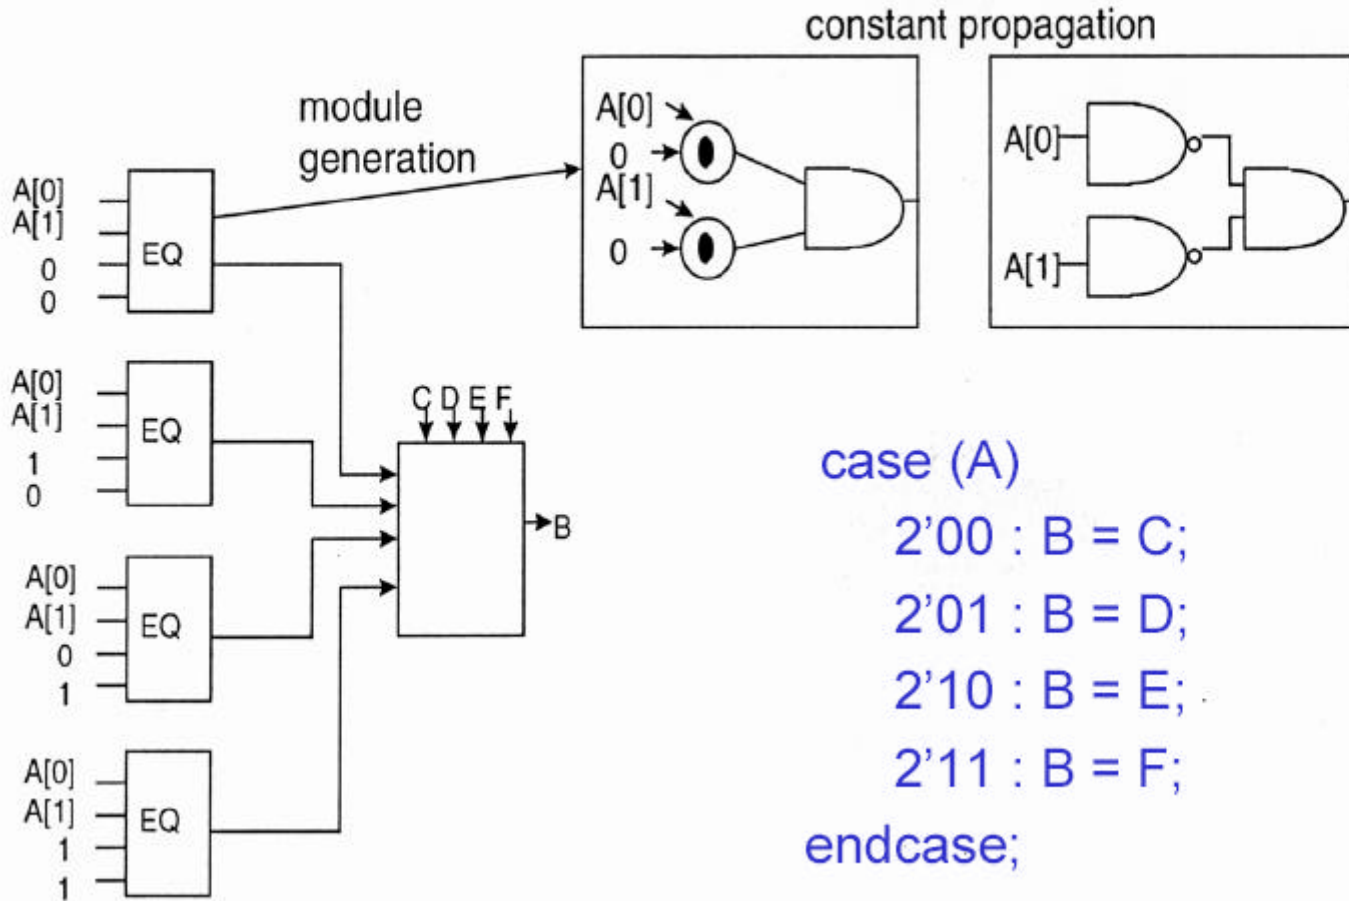 constant propagation
module
generation
A[0]
A[1]
0
0
EQ
A[0]
0
A[1]
0
A[0]
A[1]
A[0]
A[1]
1
0
EQ
C D E F
B
A[0]
A[1]
0
1
EQ
A[0]
A[1]
1
1
EQ
case (A)
2'00 : B = C;
2'01 : B = D;
2'10 : B = E;
2'11 : B = F;
endcase;